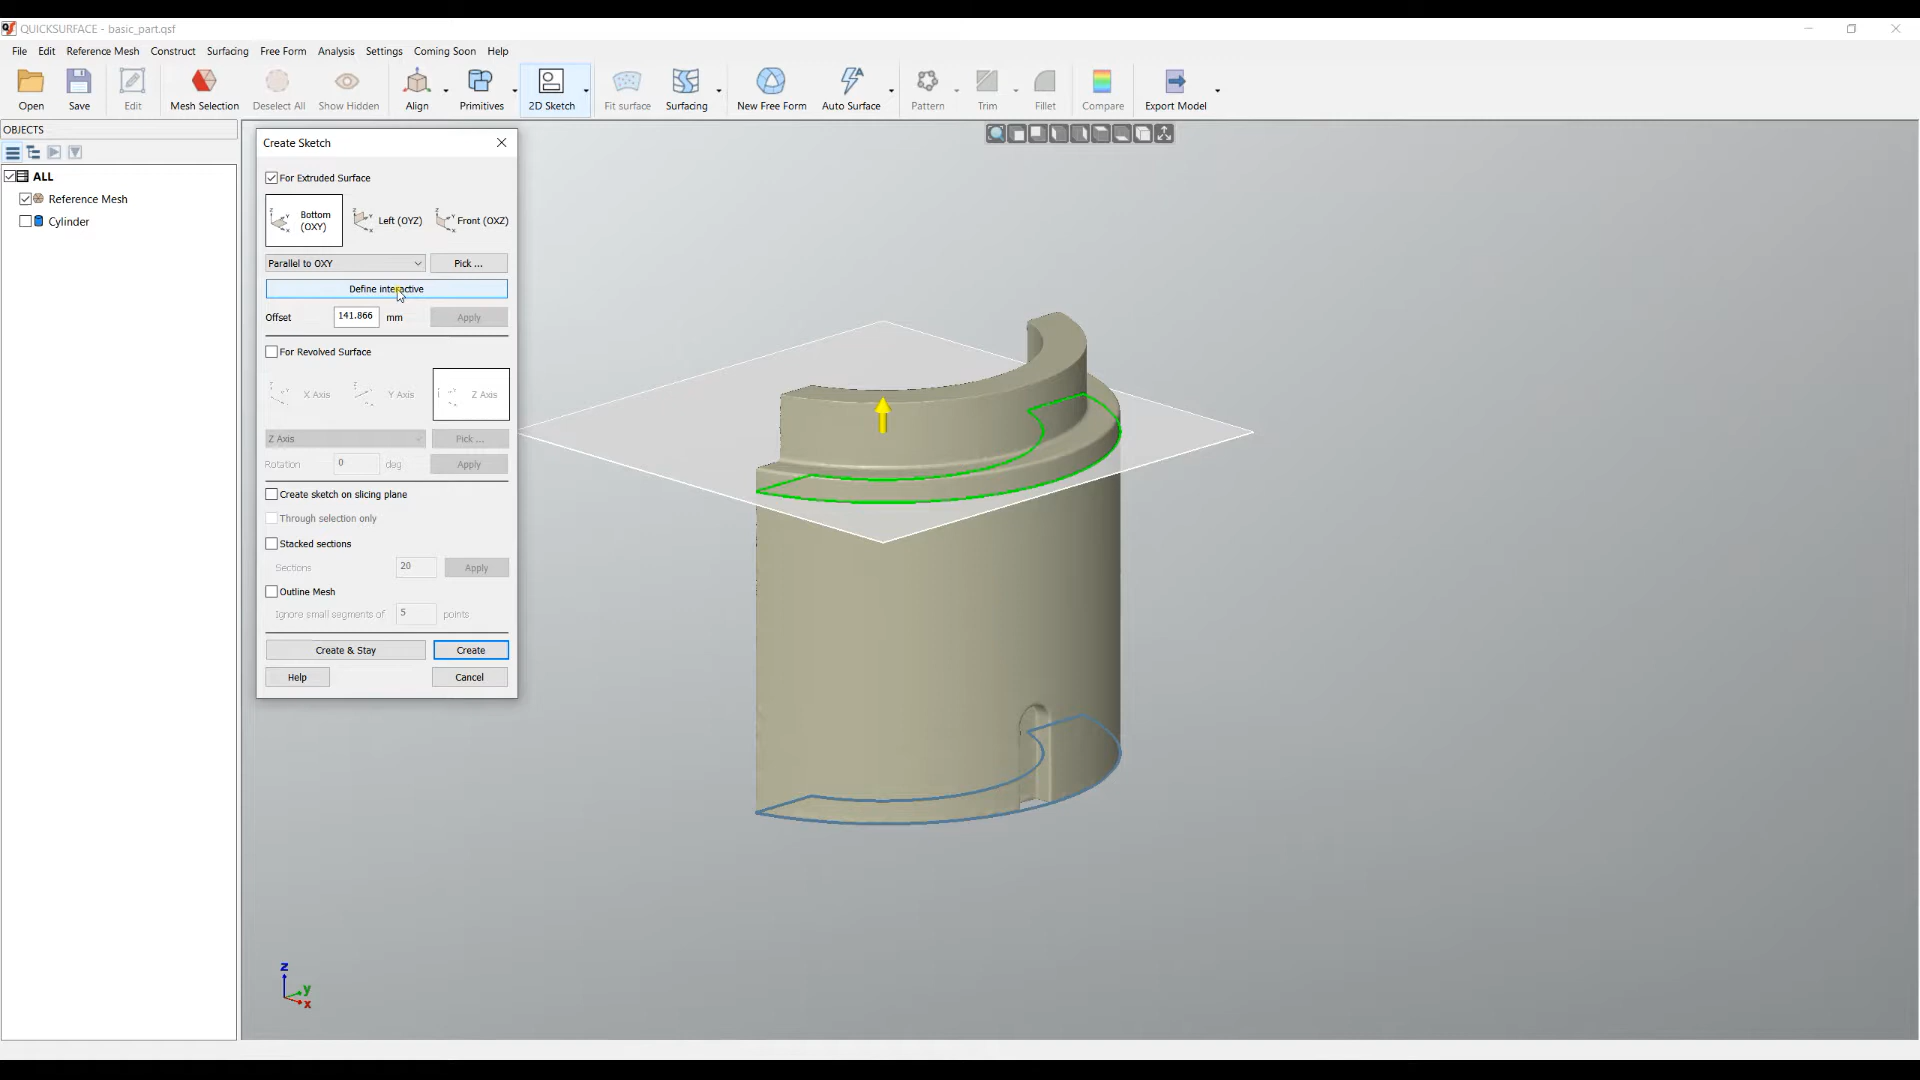 QUICKSURFACE - basic_part.qsf
File Edit Reference Mesh Construct Surfacing Free Form Analysis Settings Coming Soon Help
Open Save Edit Mesh Selection Deselect All Show Hidden Align Primitives 2D Sketch Fit surface Surfacing New Free Form Auto Surface Pattern Trim Fillet Compare Export Model
OBJECTS
ALL
Reference Mesh
Cylinder
Create Sketch
For Extruded Surface
Bottom
(OXY)
Left (OYZ) Front (OXZ)
Parallel to OXY Pick ...
Define interactive
Offset 141.866 mm Apply
For Revolved Surface
X Axis Y Axis Z Axis
Z Axis Pick ...
Rotation 0 deg Apply
Create sketch on slicing plane
Through selection only
Stacked sections
Sections 20 Apply
Outline Mesh
Ignore small segments of 5 points
Create & Stay Create
Help Cancel
z
y
x